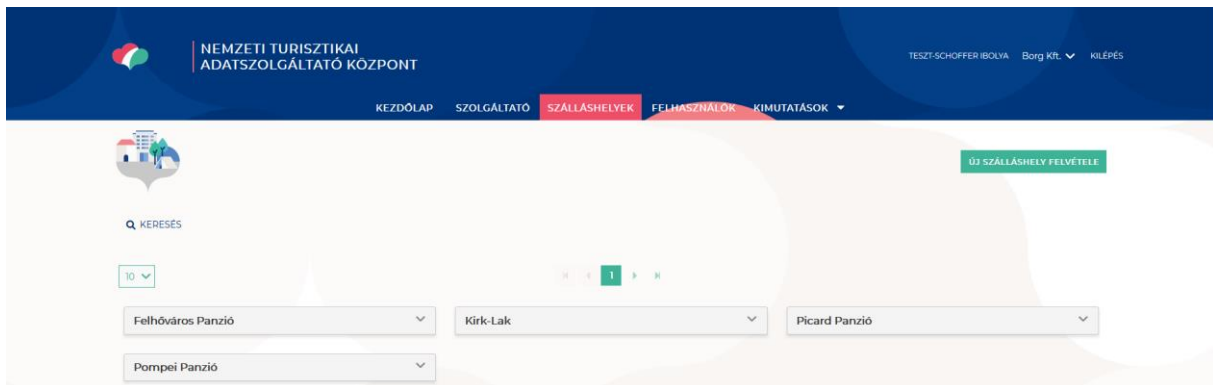 NEMZETI TURISZTIKAI
ADATSZOLGÁLTATÓ KÖZPONT
TESZT-SCHOFFER IBOLYA Borg Kft. KILÉPÉS
KEZDŐLAP SZOLGÁLTATÓ SZÁLLÁSHELYEK FELHASZNÁLÓK KIMUTATÁSOK
ÚJ SZÁLLÁSHELY FELVÉTELE
KERESÉS
10 1
Felhőváros Panzió Kirk-Lak Picard Panzió
Pompei Panzió